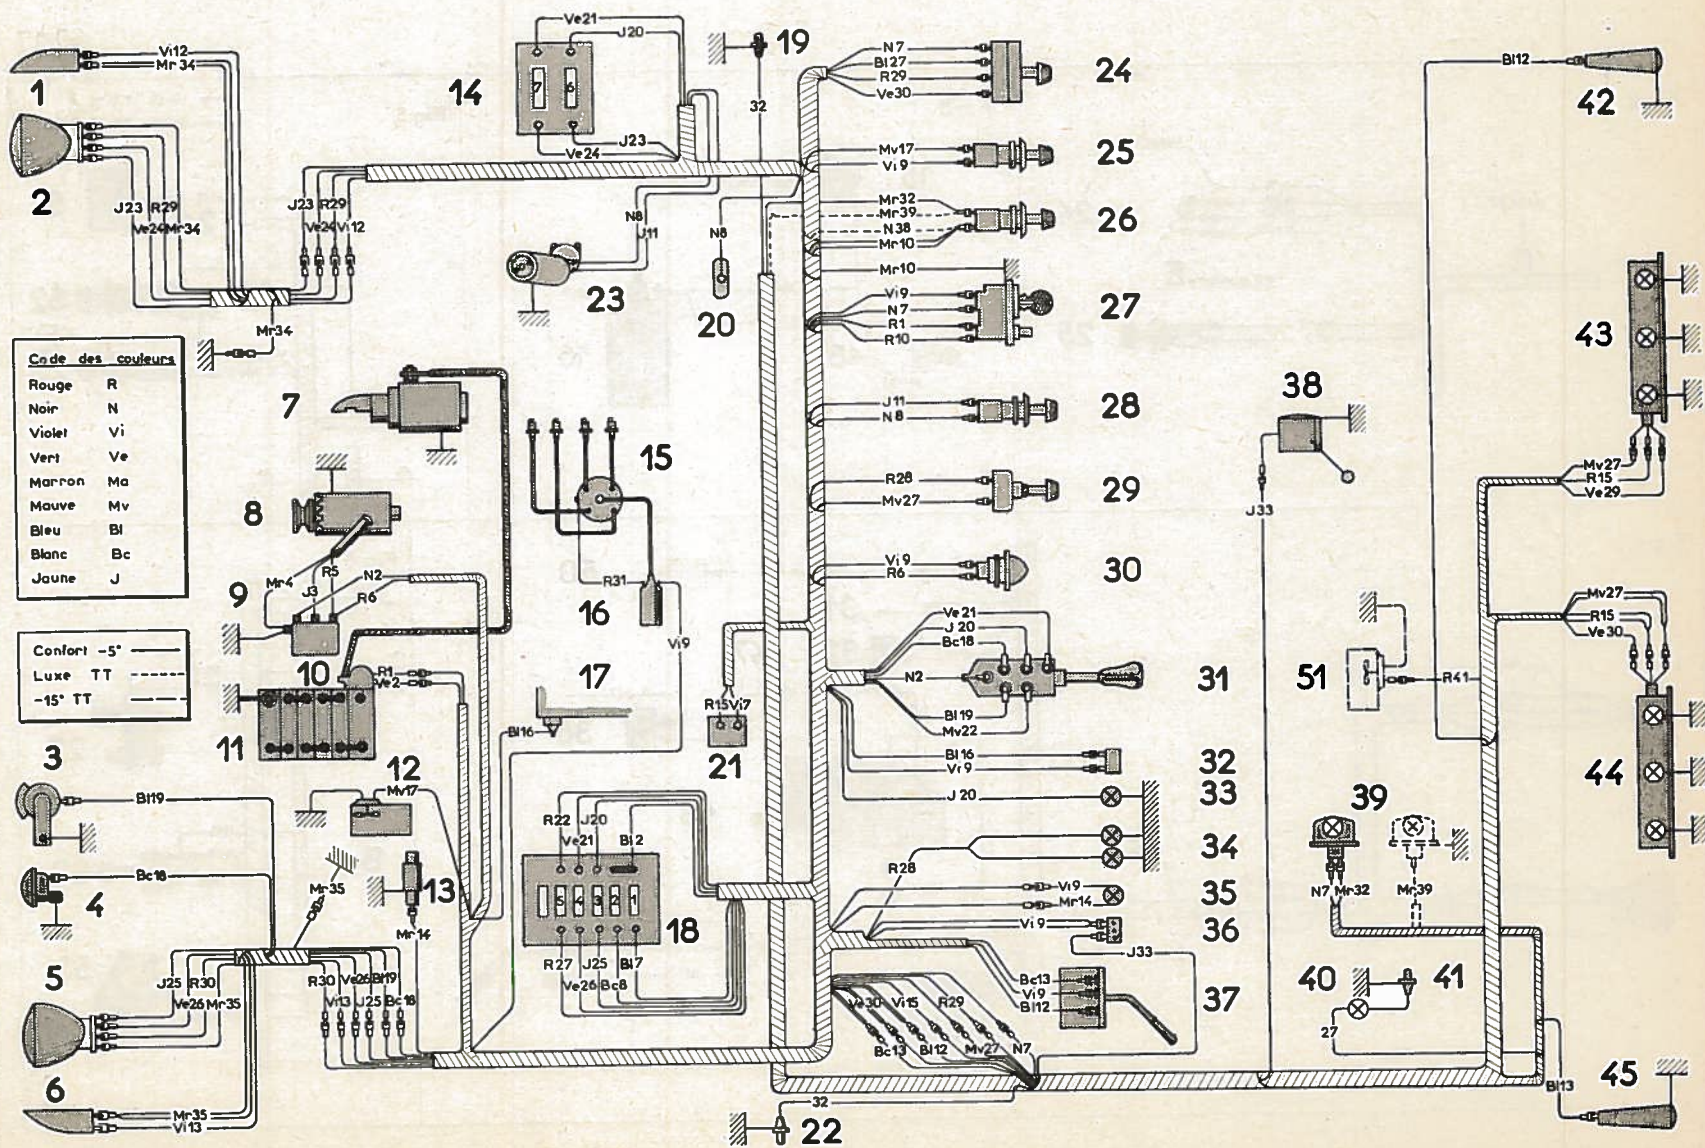 Vi12
Mr34
1
2
J23
R29
Ve24
Mr34
J23
R29
Ve24
Vi12
Mr34
Code des couleurs
Rouge R
Noir N
Violet Vi
Vert Ve
Marron Ma
Mauve Mv
Bleu Bl
Blanc Bc
Jaune J
Confort -5°
Luxe TT
-15° TT
Ve21
J20
14
7
6
J23
Ve24
19
32
N8
J11
23
N8
20
7
8
9
Mr4
J3
R5
N2
R6
10
R1
Ve2
11
12
Mv17
15
R31
16
Vi9
17
Bl16
R15
Vi7
21
3
Bl19
Bc18
4
Mr35
13
Mr14
5
J25
R30
Ve26
Mr35
R30
Ve26
Bl19
Vi13
J25
Bc18
6
Mr35
Vi13
R22
J20
Ve21
Bl2
5
4
3
2
1
18
R27
J25
Bl7
Ve26
Bc8
32
22
N7
Bl27
R29
Ve30
24
Mv17
Vi9
25
Mr32
Mr39
N38
Mr10
26
Mr10
Vi9
N7
R1
R10
27
J11
N8
28
R28
Mv27
29
Vi9
R6
30
Ve21
J20
Bc18
N2
Bl19
Mv22
31
Bl16
Vi9
32
J20
33
R28
34
Vi9
Mr14
35
Vi9
36
J33
Bc13
Vi9
Bl12
37
Ve30
Vi15
R29
Bc13
Bl12
Mv27
N7
38
J33
Bl12
42
43
Mv27
R15
Ve29
Mv27
R15
Ve30
51
R41
44
39
N7
Mr32
Mr39
40
41
27
Bl13
45